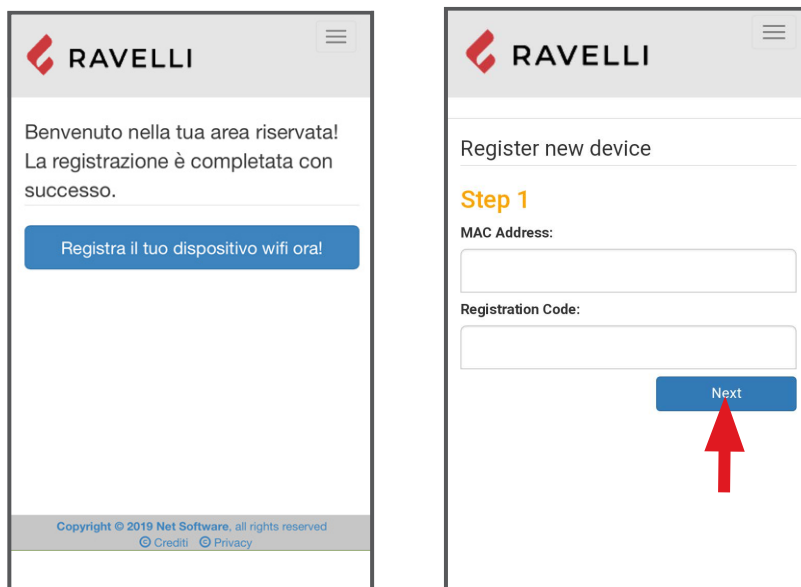 RAVELLI
Benvenuto nella tua area riservata!
La registrazione è completata con
successo.
Registra il tuo dispositivo wifi ora!
Copyright © 2019 Net Software, all rights reserved
© Crediti © Privacy
RAVELLI
Register new device
Step 1
MAC Address:
Registration Code:
Next